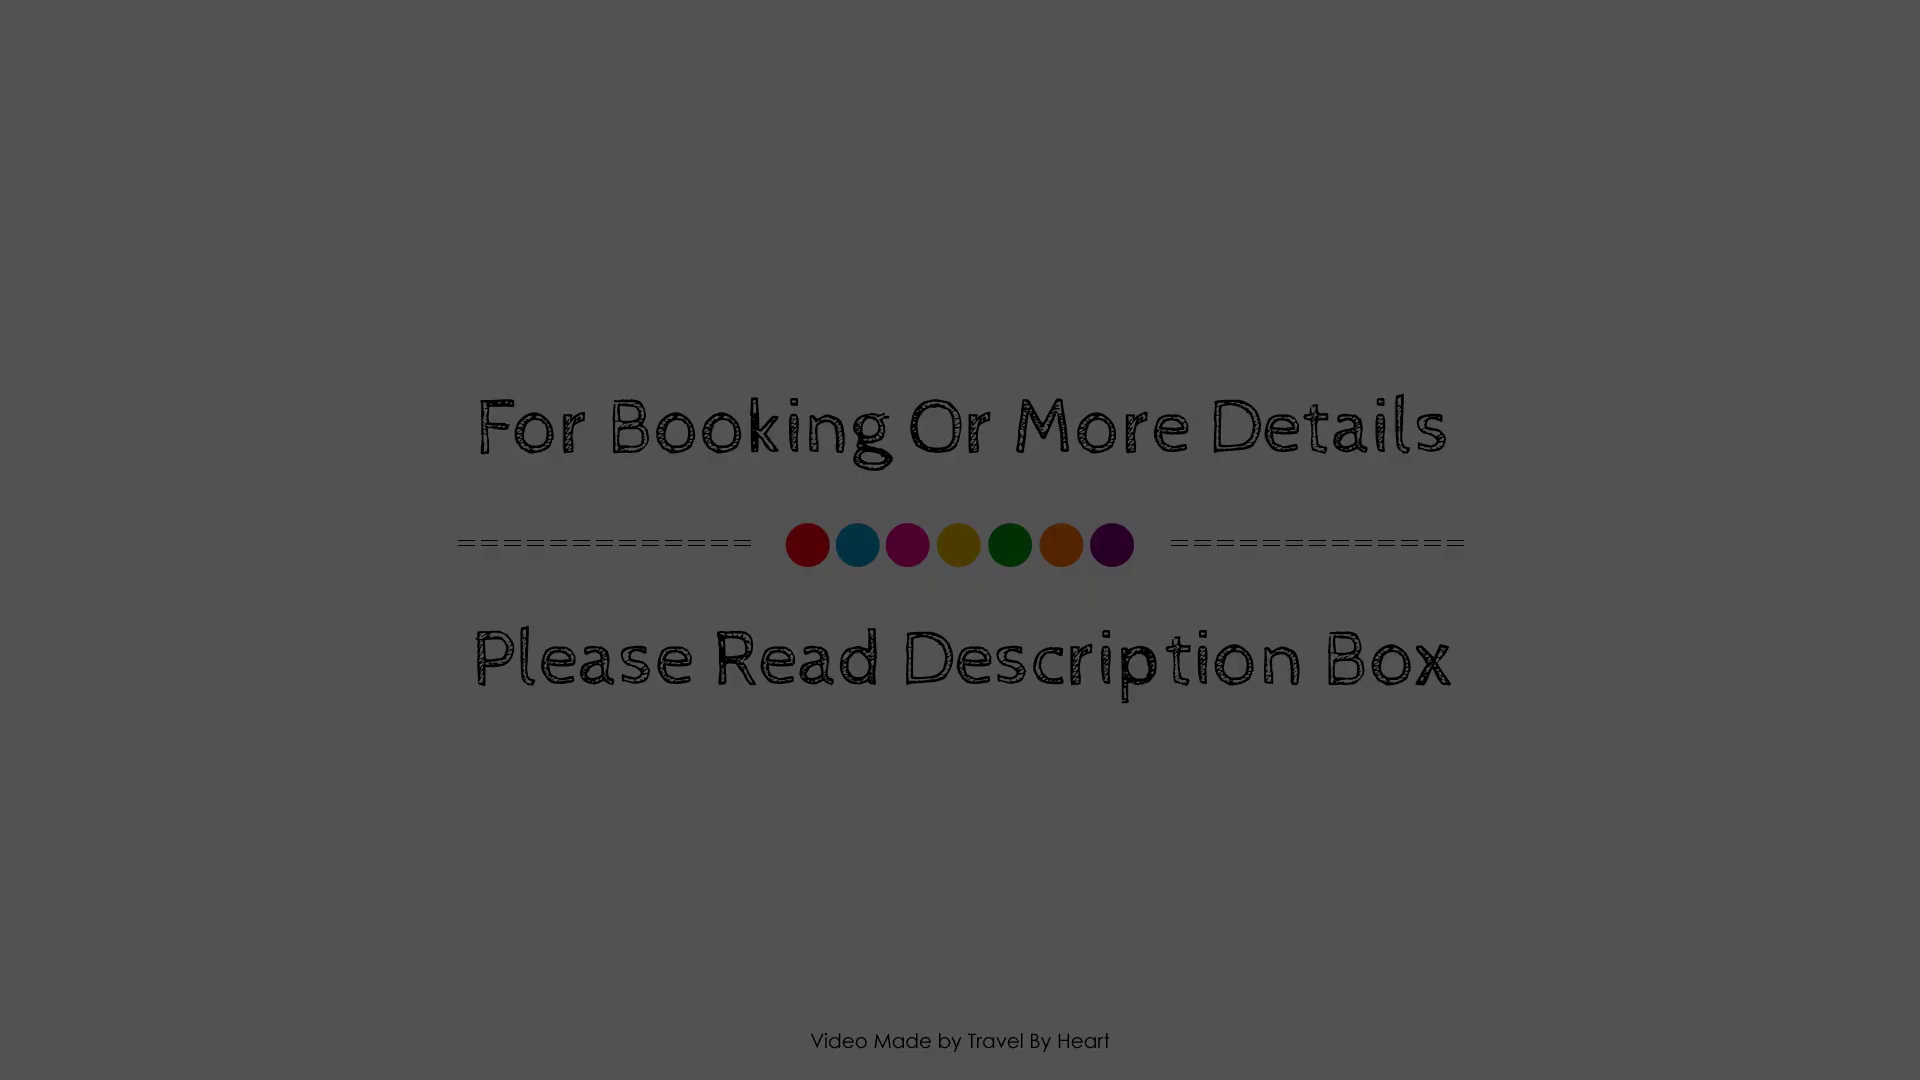 For Booking Or More Details
============= =============
Please Read Description Box
Video Made by Travel By Heart